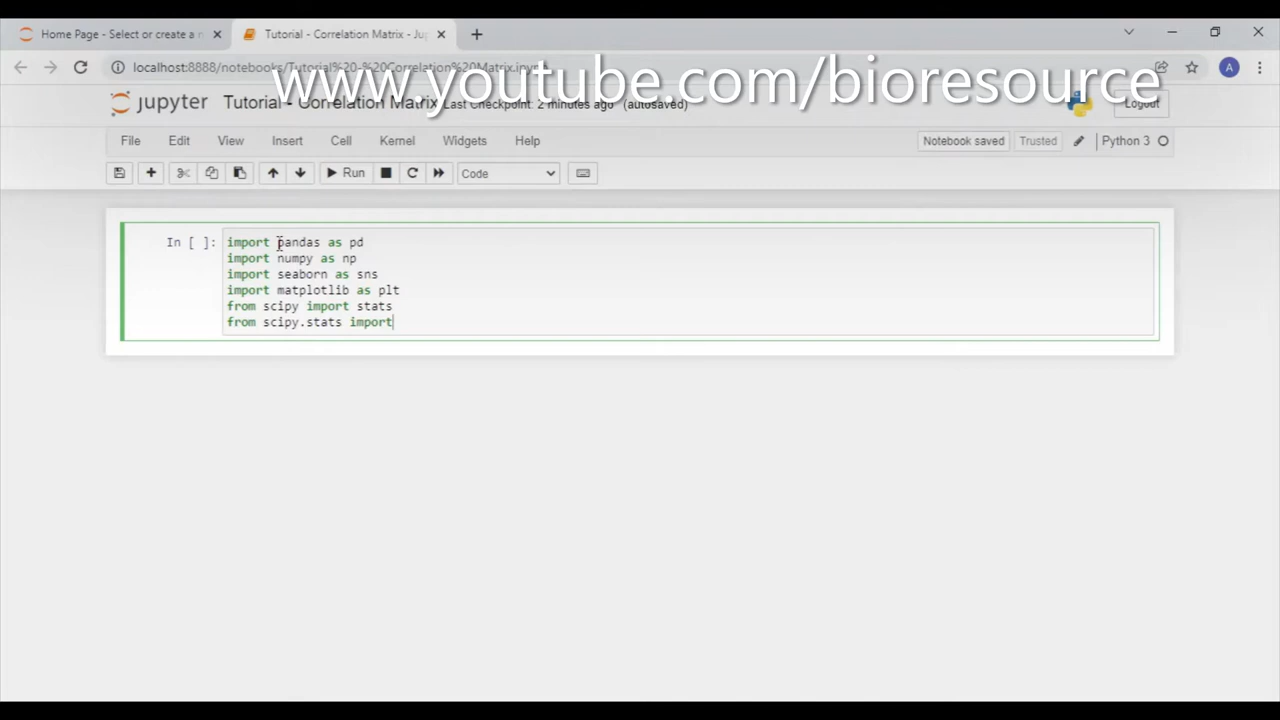 Home Page - Select or create a n
Tutorial - Correlation Matrix - Jup
localhost:8888/notebooks/Tutorial%20-%20Correlation%20Matrix.ipynb
www.youtube.com/bioresource
jupyter Tutorial - Correlation Matrix Last Checkpoint: 2 minutes ago (autosaved)
Logout
File Edit View Insert Cell Kernel Widgets Help
Notebook saved Trusted Python 3
Run Code
A
In [ ]:
import pandas as pd
import numpy as np
import seaborn as sns
import matplotlib as plt
from scipy import stats
from scipy.stats import